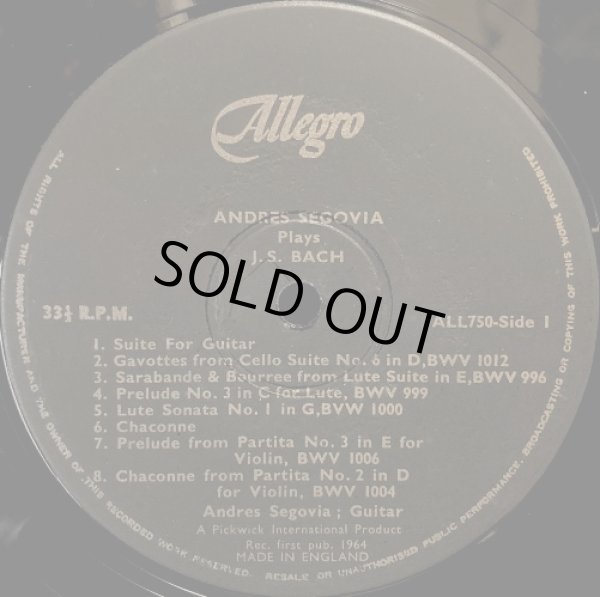 Allegro
ANDRES SEGOVIA
Plays
J. S. BACH
SOLD OUT
33⅓ R.P.M.
ALL750-Side 1
1. Suite For Guitar
2. Gavottes from Cello Suite No. 6 in D, BWV 1012
3. Sarabande & Bourree from Lute Suite in E, BWV 996
4. Prelude No. 3 in C for Lute, BWV 999
5. Lute Sonata No. 1 in G, BVW 1000
6. Chaconne
7. Prelude from Partita No. 3 in E for
Violin, BWV 1006
8. Chaconne from Partita No. 2 in D
for Violin, BWV 1004
Andres Segovia ; Guitar
A Pickwick International Product
Rec. first pub. 1964
MADE IN ENGLAND
ALL RIGHTS OF THE MANUFACTURER AND THE OWNER OF THIS RECORDED WORK RESERVED. RESALE OR UNAUTHORISED PUBLIC PERFORMANCE, BROADCASTING OR COPYING OF THIS WORK PROHIBITED